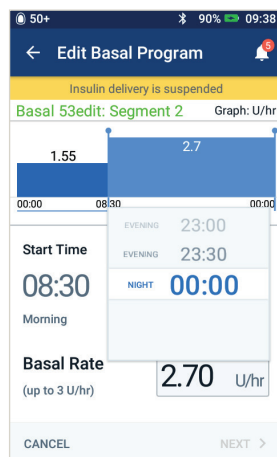 50+ 90% 09:38
Edit Basal Program 5
Insulin delivery is suspended
Basal 53edit: Segment 2 Graph: U/hr
1.55 2.7
00:00 08:30 00:00
EVENING 23:00
EVENING 23:30
NIGHT 00:00
Start Time
08:30
Morning
Basal Rate
(up to 3 U/hr)
2.70 U/hr
CANCEL NEXT